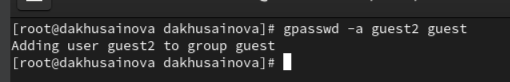 [root@dakhusainova dakhusainova]# gpasswd -a guest2 guest
Adding user guest2 to group guest
[root@dakhusainova dakhusainova]#